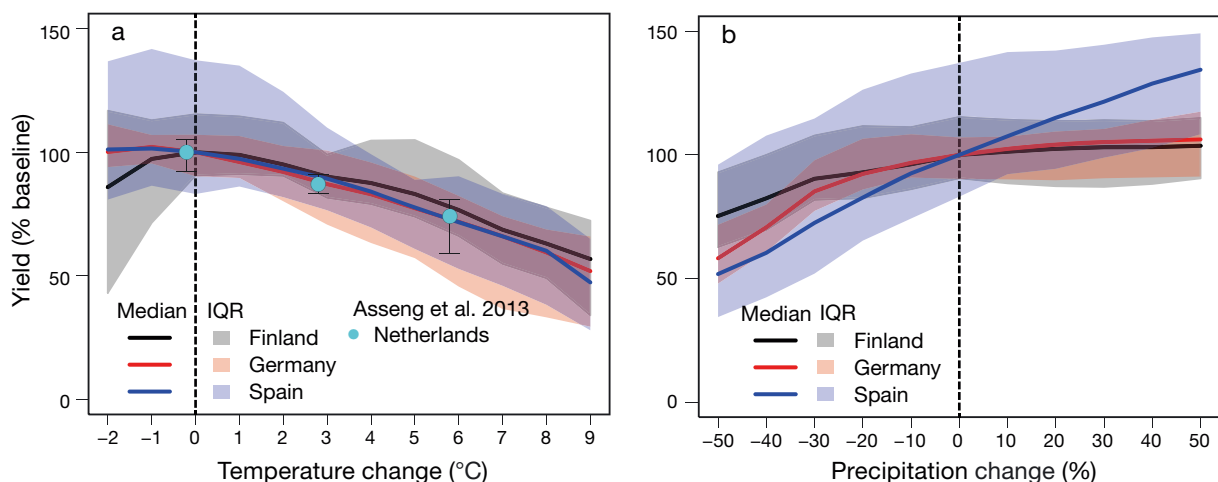 a
Yield (% baseline)
150
100
50
0
Median IQR
Finland
Germany
Spain
Asseng et al. 2013
Netherlands
−2 −1 0 1 2 3 4 5 6 7 8 9
Temperature change (°C)
b
150
100
50
0
Median IQR
Finland
Germany
Spain
−50 −40 −30 −20 −10 0 10 20 30 40 50
Precipitation change (%)